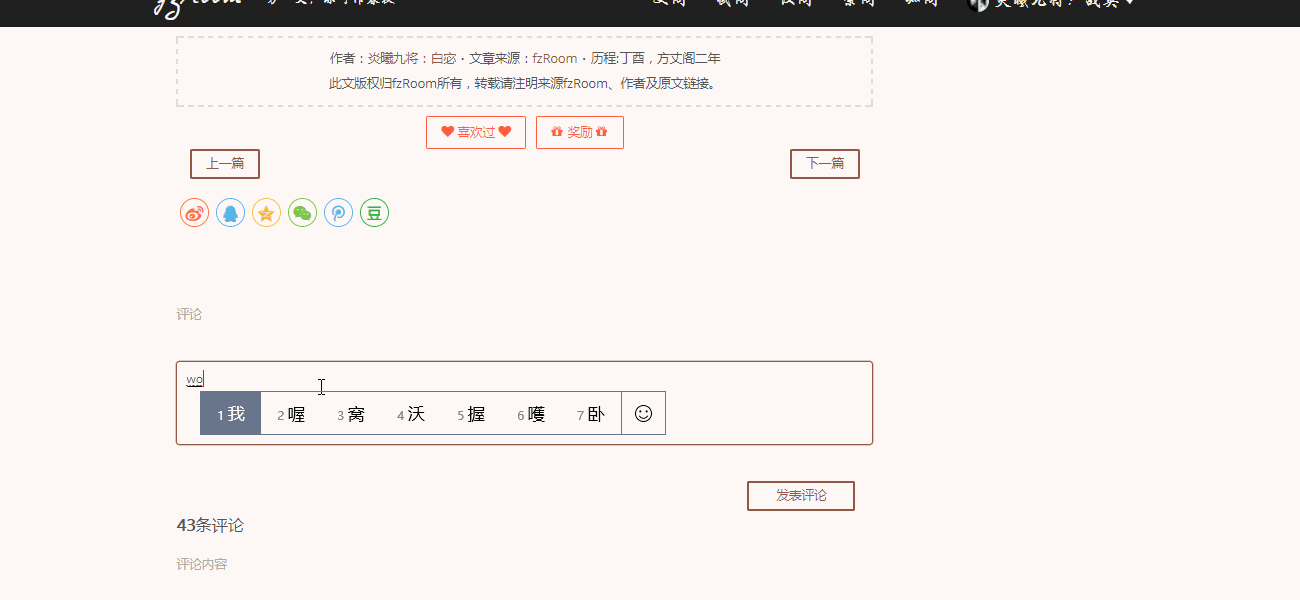 作者：炎曦九将：白宓 · 文章来源：fzRoom · 历程:丁酉，方丈阁二年
此文版权归fzRoom所有，转载请注明来源fzRoom、作者及原文链接。
喜欢过 奖励
上一篇 下一篇
豆
评论
wo
1 我 2 喔 3 窝 4 沃 5 握 6 嚄 7 卧
发表评论
43条评论
评论内容